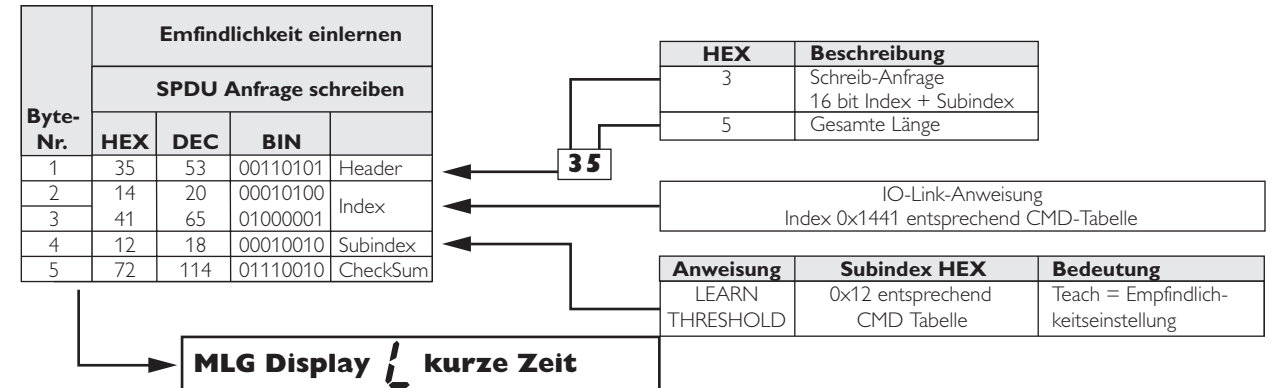 Emfindlichkeit einlernen
SPDU Anfrage schreiben
Byte-
Nr. HEX DEC BIN
1 35 53 00110101 Header
2 14 20 00010100
Index
3 41 65 01000001
4 12 18 00010010 Subindex
5 72 114 01110010 CheckSum
HEX Beschreibung
3 Schreib-Anfrage
16 bit Index + Subindex
5 Gesamte Länge
35
IO-Link-Anweisung
Index 0x1441 entsprechend CMD-Tabelle
Anweisung Subindex HEX Bedeutung
LEARN 0x12 entsprechend Teach = Empfindlich-
THRESHOLD CMD Tabelle keitseinstellung
MLG Display L kurze Zeit